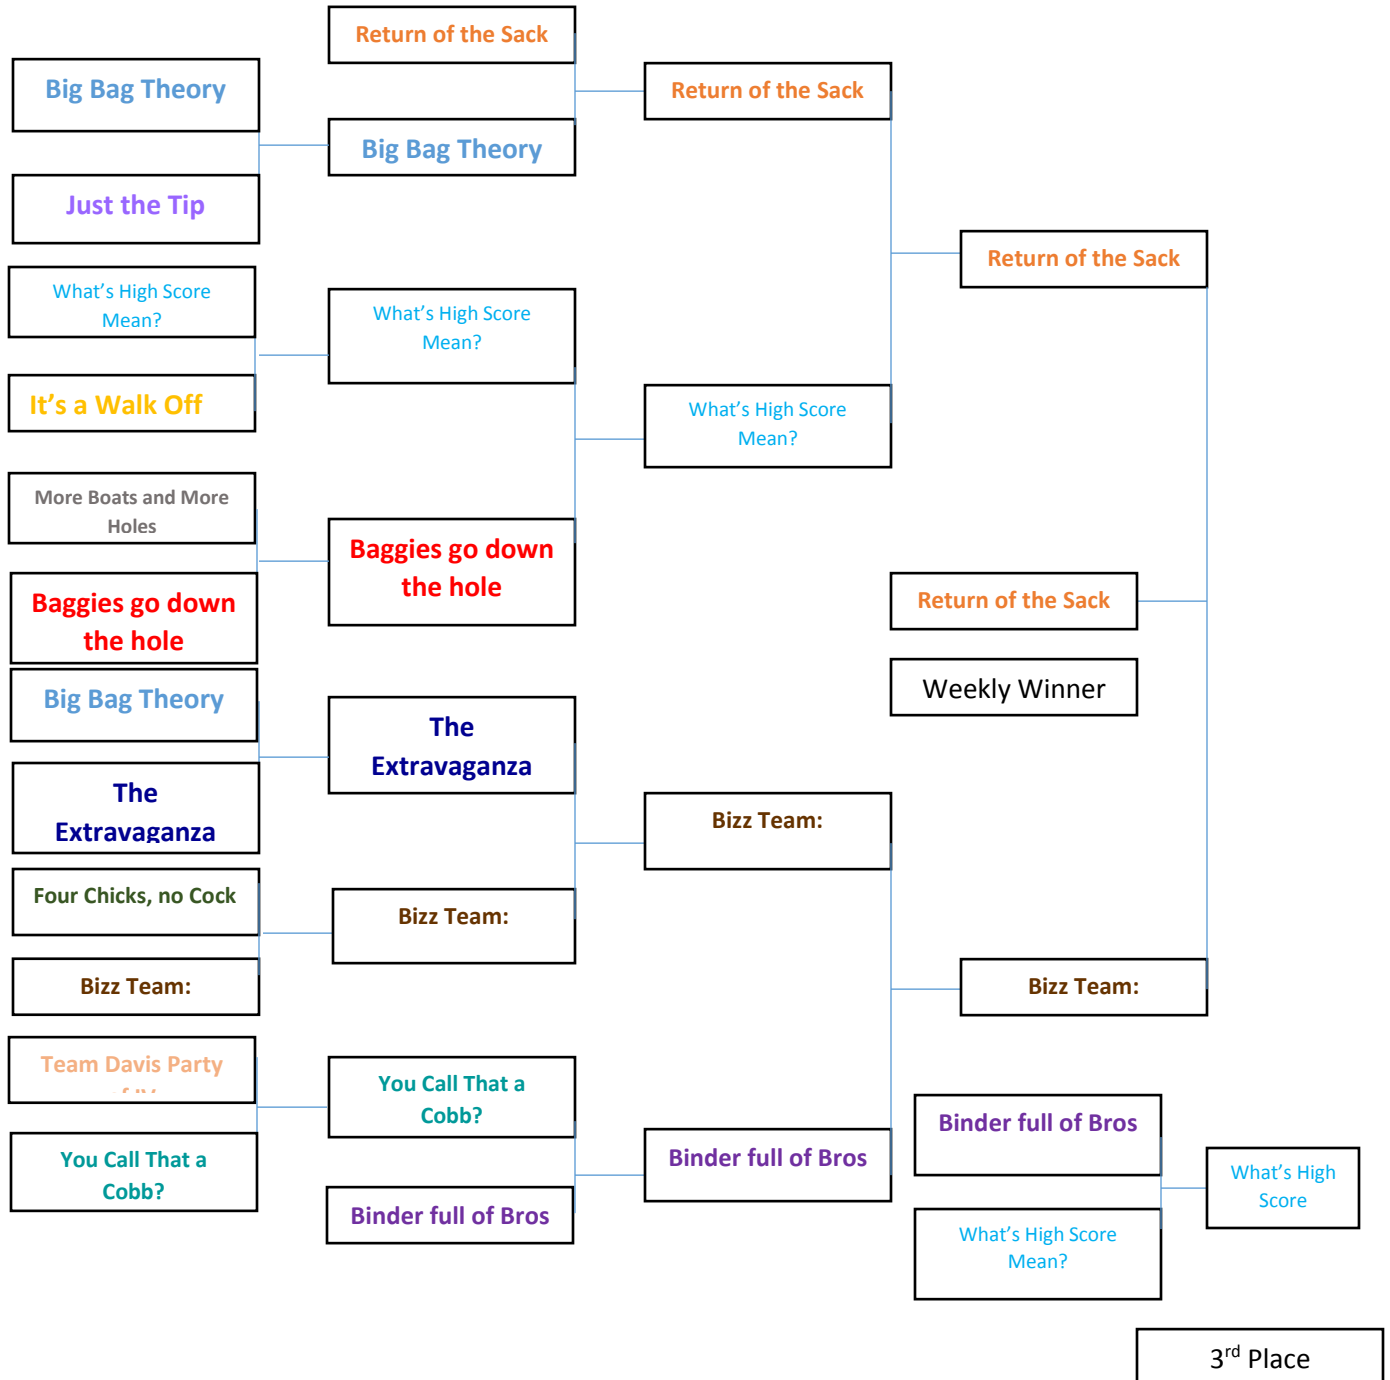 Return of the Sack
Big Bag Theory
Return of the Sack
Big Bag Theory
Just the Tip
Return of the Sack
What's High Score
Mean?
What's High Score
Mean?
It's a Walk Off
What's High Score
Mean?
More Boats and More
Holes
Baggies go down
the hole
Baggies go down
the hole
Return of the Sack
Weekly Winner
Big Bag Theory
The
Extravaganza
The
Extravaganza
Bizz Team:
Four Chicks, no Cock
Bizz Team:
Bizz Team:
Bizz Team:
Team Davis Party
You Call That a
Cobb?
You Call That a
Cobb?
Binder full of Bros
Binder full of Bros
Binder full of Bros
What's High Score
Mean?
What's High
Score
3rd Place